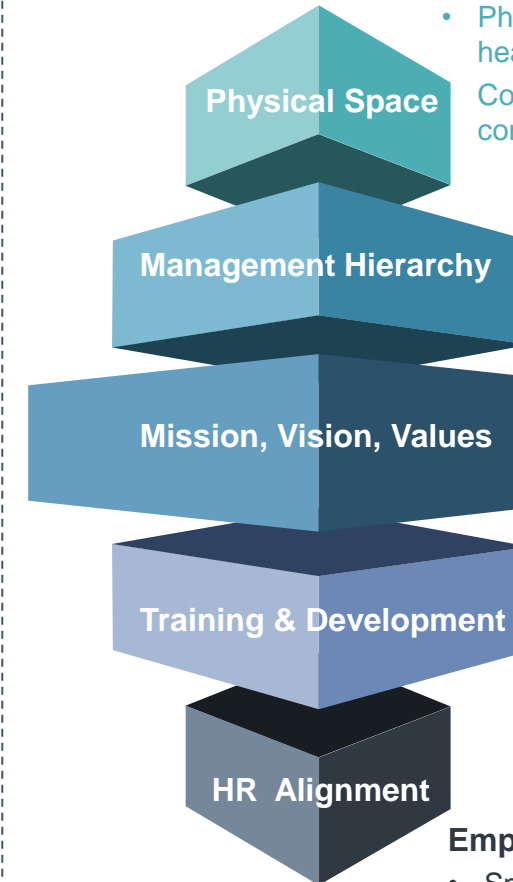 Physical Space
Management Hierarchy
Mission, Vision, Values
Training & Development
HR Alignment